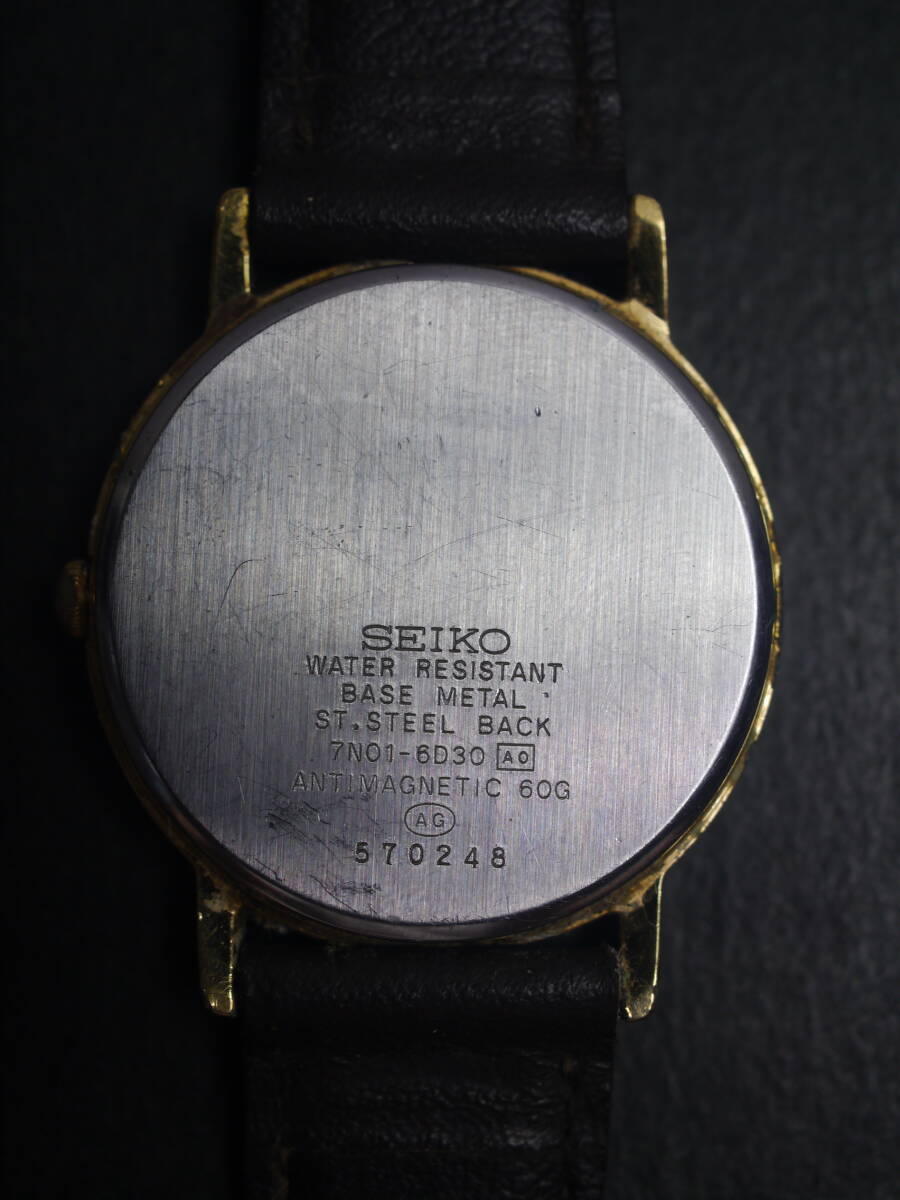 SEIKO
WATER RESISTANT
BASE METAL
ST.STEEL BACK
7N01-6D30 A0
ANTIMAGNETIC 60G
AG
570248